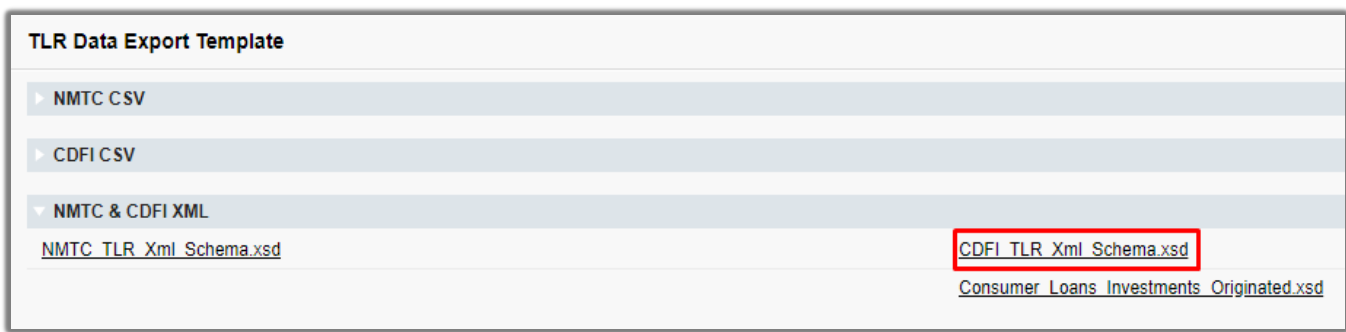 TLR Data Export Template
NMTC CSV
CDFI CSV
NMTC & CDFI XML
NMTC_TLR_Xml_Schema.xsd
CDFI_TLR_Xml_Schema.xsd
Consumer_Loans_Investments_Originated.xsd